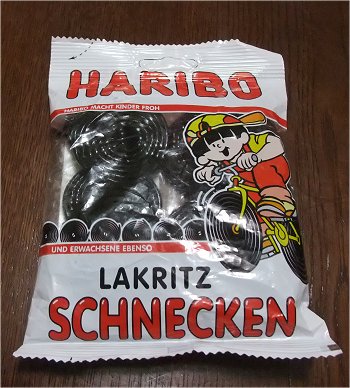 HARIBO
HARIBO MACHT KINDER FROH
UND ERWACHSENE EBENSO
LAKRITZ
SCHNECKEN